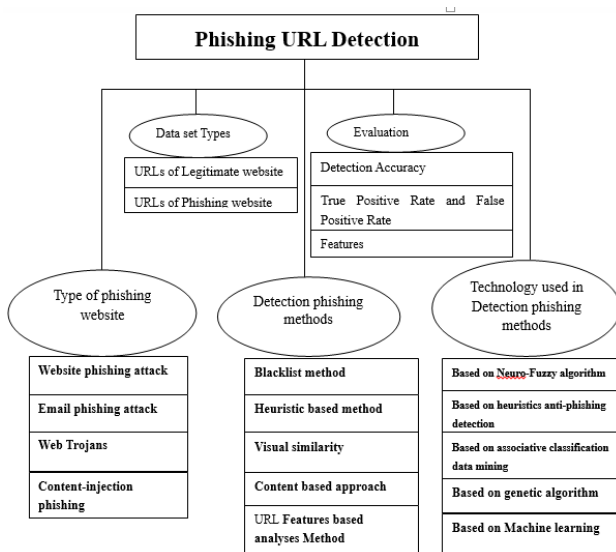 Phishing URL Detection
Data set Types
URLs of Legitimate website
URLs of Phishing website
Evaluation
Detection Accuracy
True Positive Rate and False
Positive Rate
Features
Type of phishing
website
Website phishing attack
Email phishing attack
Web Trojans
Content-injection
phishing
Detection phishing
methods
Blacklist method
Heuristic based method
Visual similarity
Content based approach
URL Features based
analyses Method
Technology used in
Detection phishing
methods
Based on Neuro-Fuzzy algorithm
Based on heuristics anti-phishing
detection
Based on associative classification
data mining
Based on genetic algorithm
Based on Machine learning